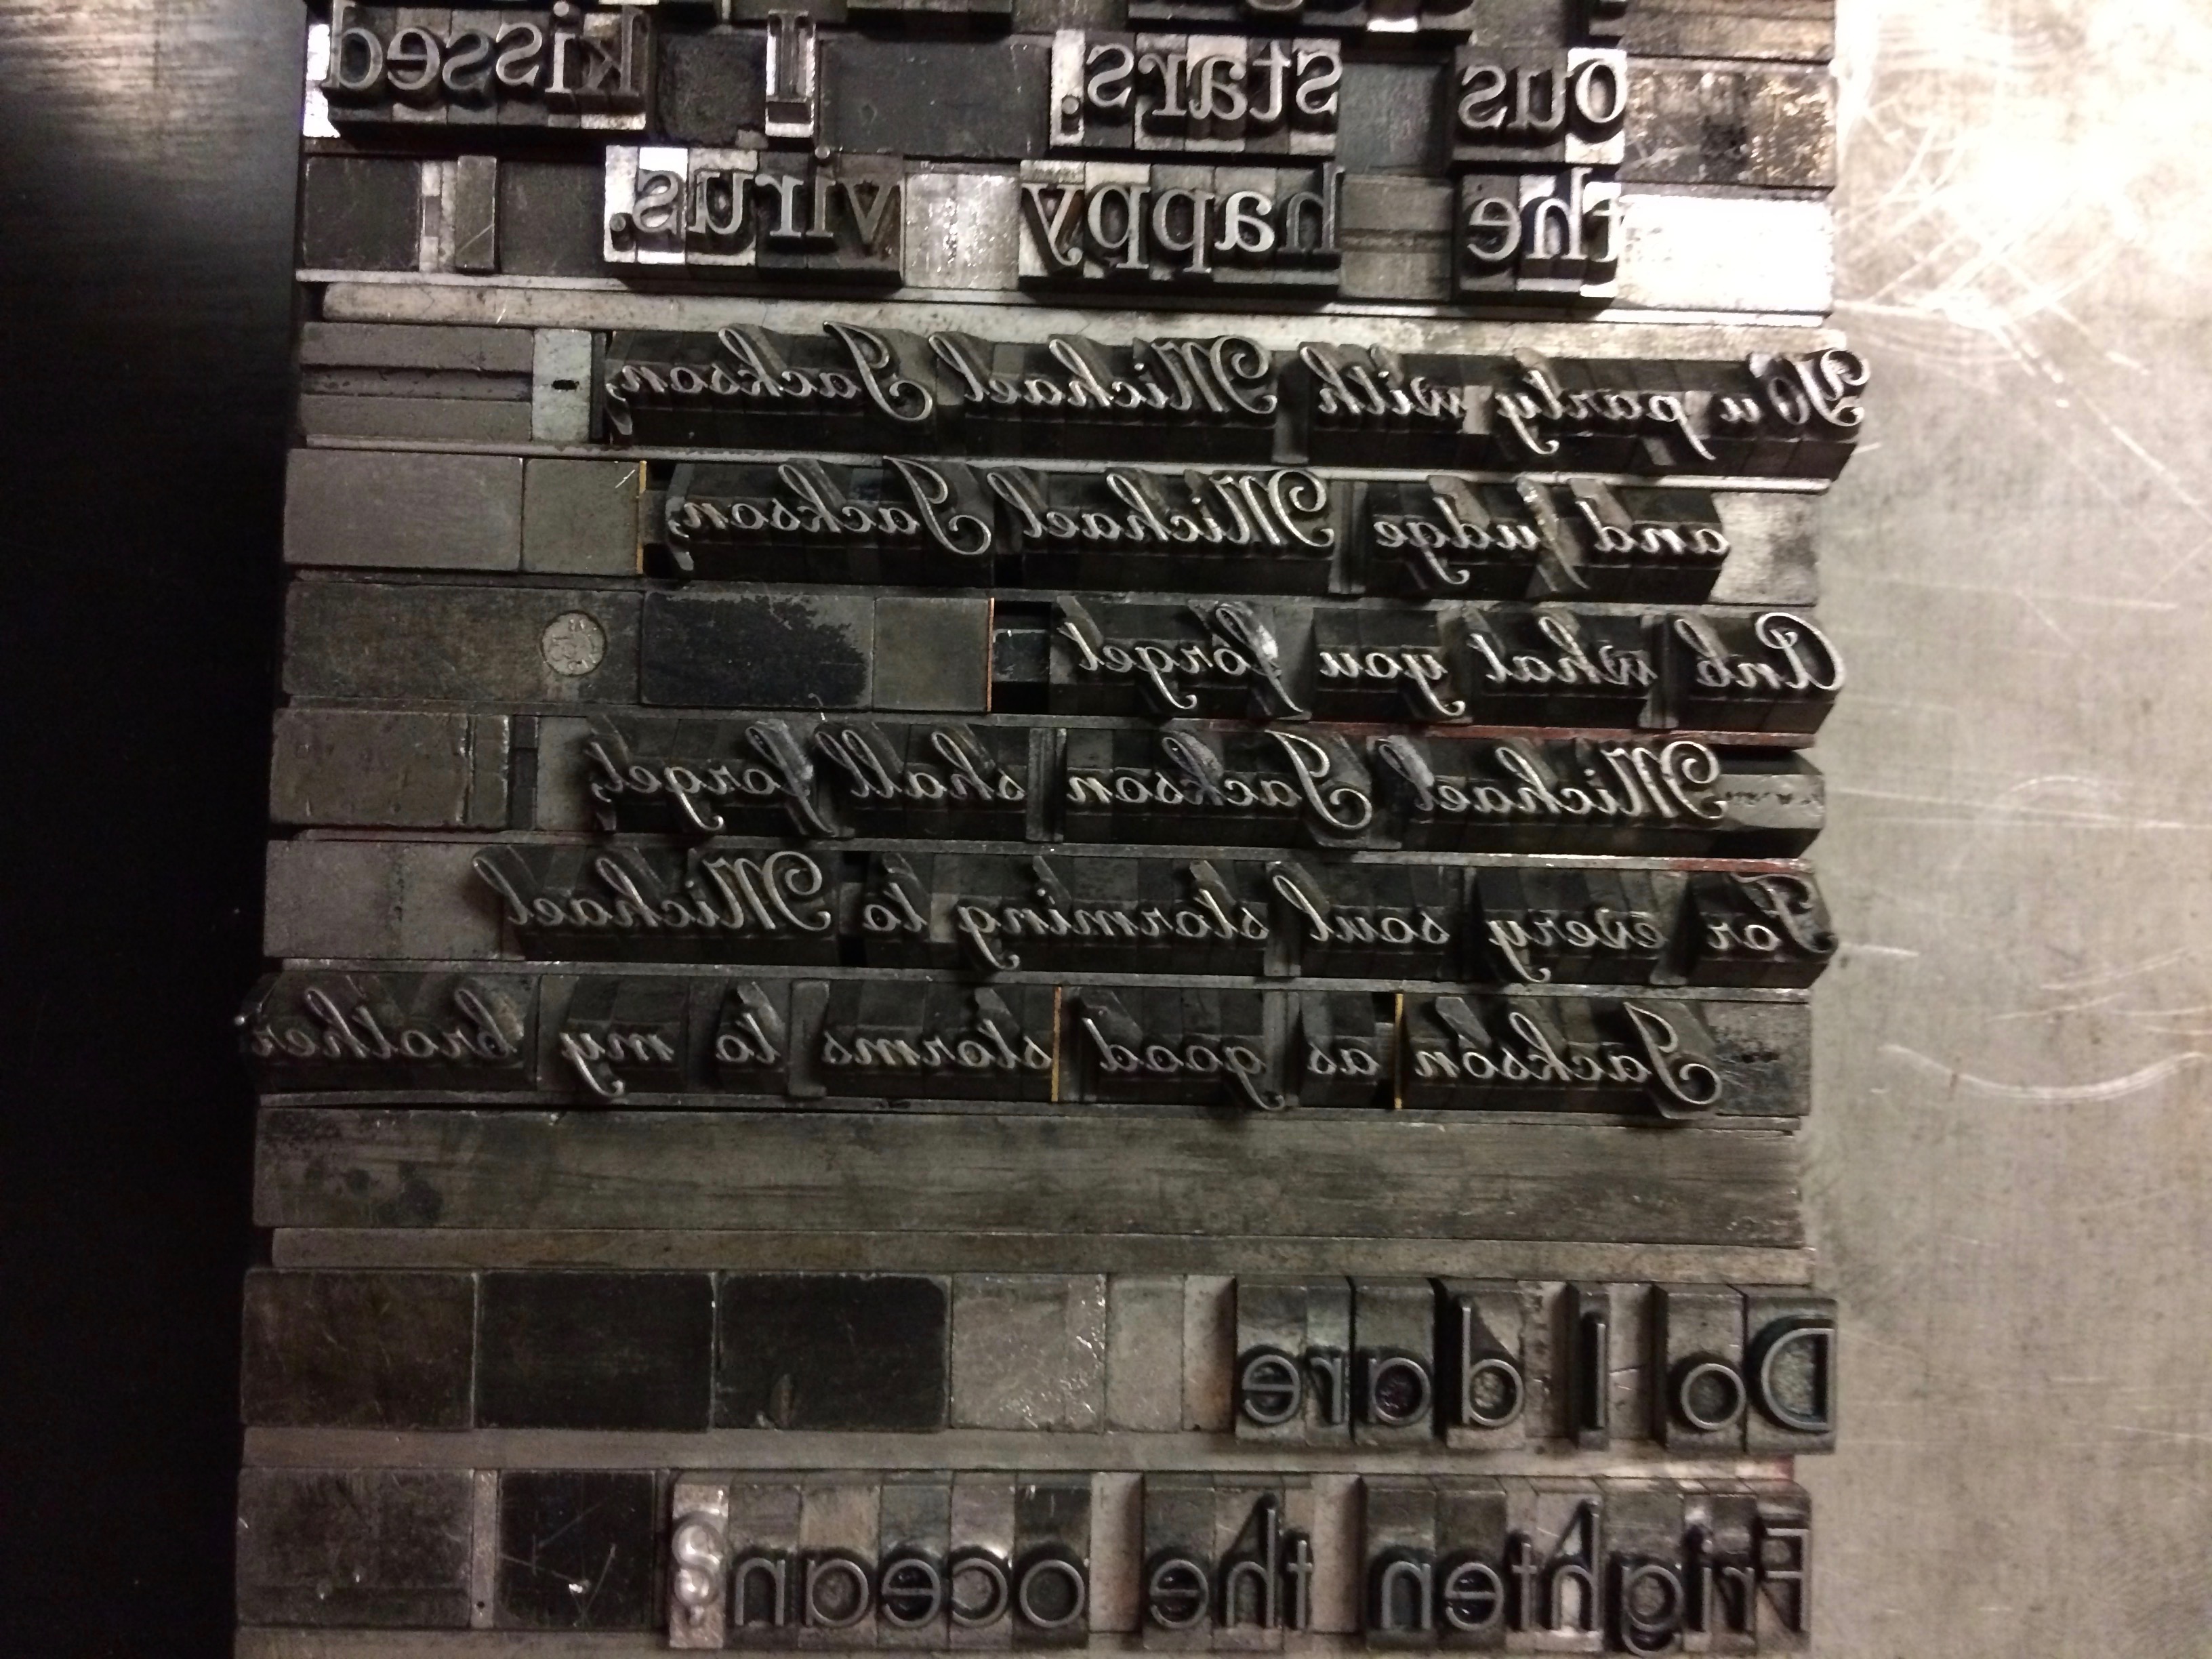 ous stars. I kissed
the happy virus.
You party with Michael Jackson,
and judge Michael Jackson,
And what you forget
Michael Jackson shall forget,
For every soul storming to Michael
Jackson as good storms to my brother
Do I dare
Frighten the ocean?